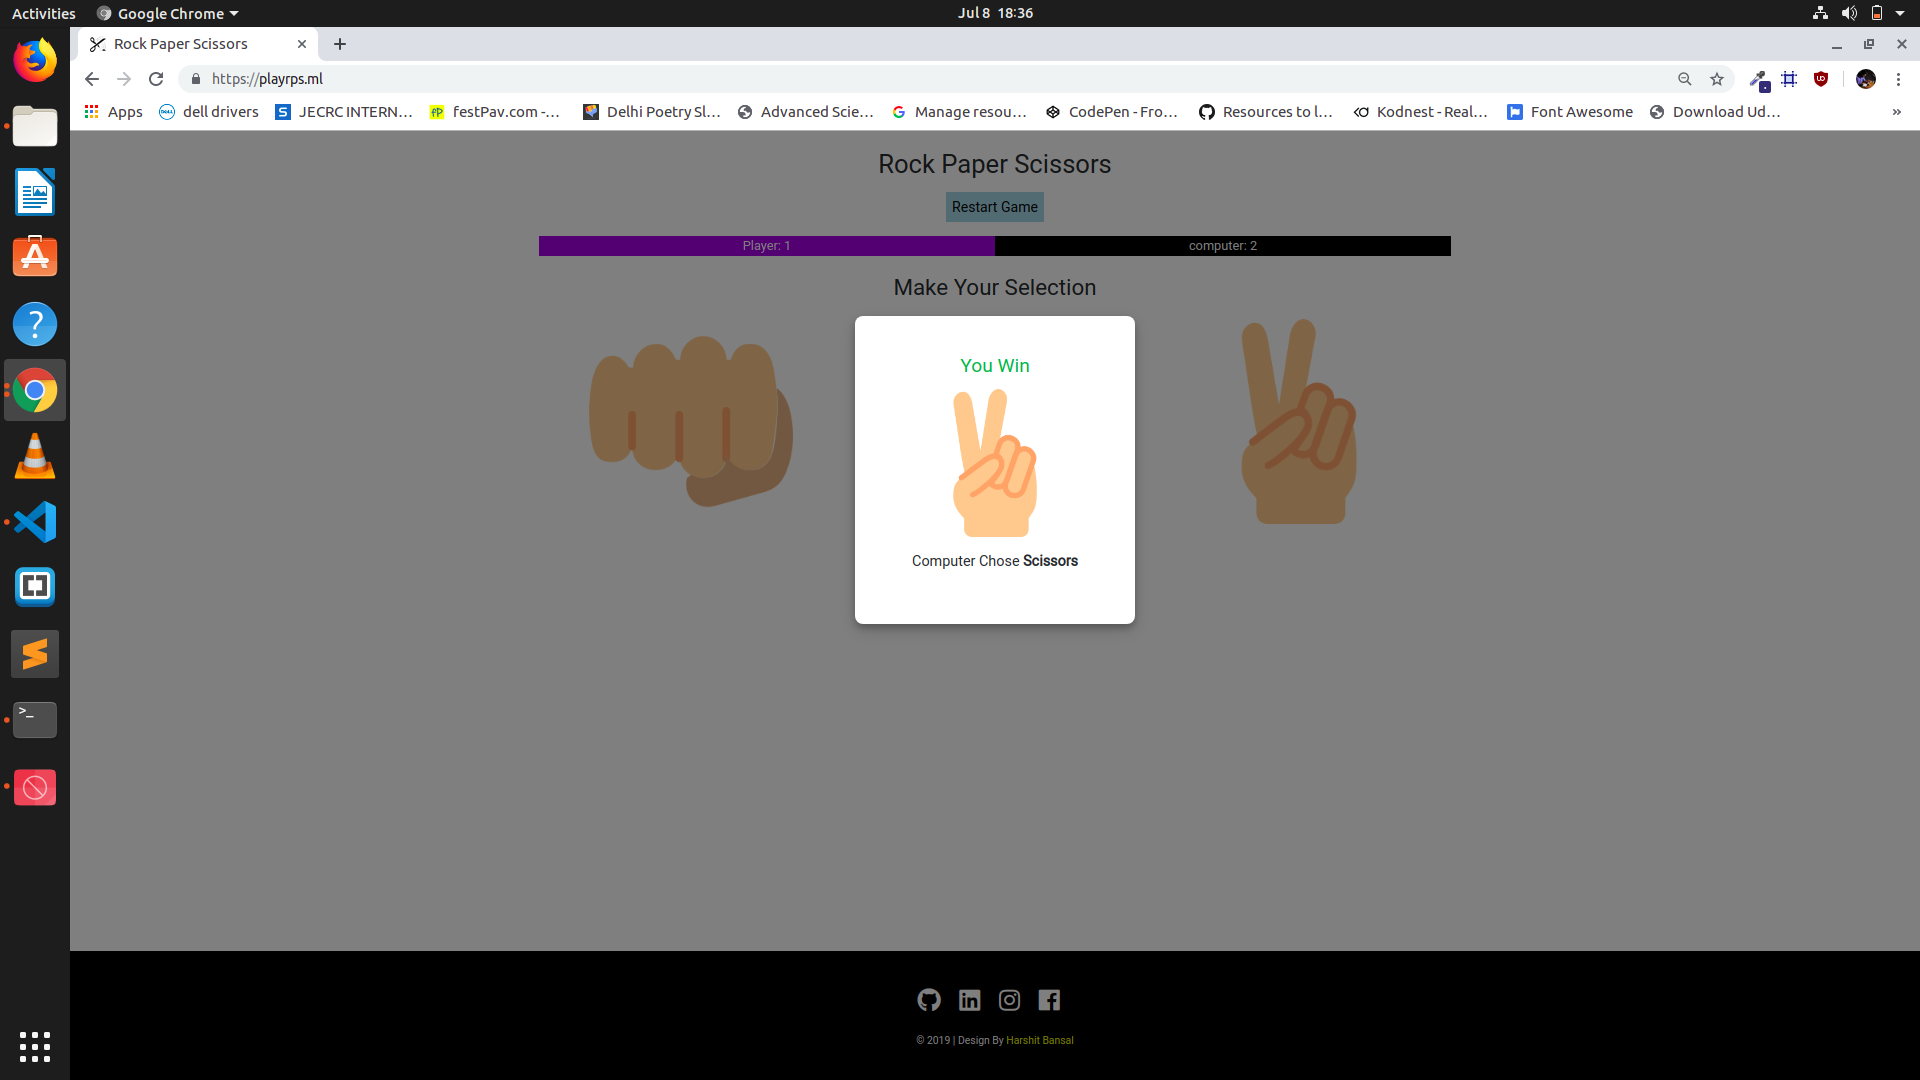 Activities
Google Chrome
Jul 8 18:36
Rock Paper Scissors
https://playrps.ml
Apps
dell drivers
JECRC INTERN...
festPav.com -...
Delhi Poetry Sl...
Advanced Scie...
Manage resou...
CodePen - Fro...
Resources to l...
Kodnest - Real...
Font Awesome
Download Ud...
»
Rock Paper Scissors
Restart Game
Player: 1
computer: 2
Make Your Selection
You Win
Computer Chose Scissors
© 2019 | Design By Harshit Bansal